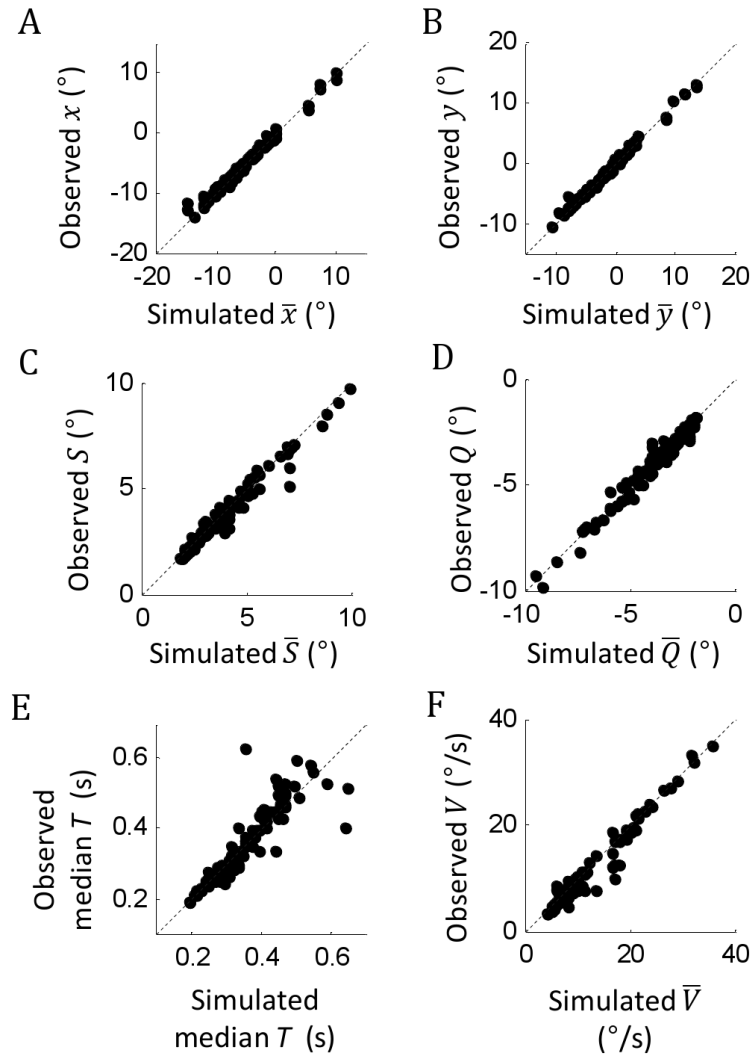 A
Observed x (°)
10
0
-10
-20
-20 -10 0 10
Simulated x̅ (°)
B
Observed y (°)
20
10
0
-10
-10 0 10 20
Simulated y̅ (°)
C
Observed S (°)
10
5
0
0 5 10
Simulated S̅ (°)
D
Observed Q (°)
0
-5
-10
-10 -5 0
Simulated Q̅ (°)
E
Observed
median T (s)
0.6
0.4
0.2
0.2 0.4 0.6
Simulated
median T (s)
F
Observed V (°/s)
40
20
0
0 20 40
Simulated V̅
(°/s)